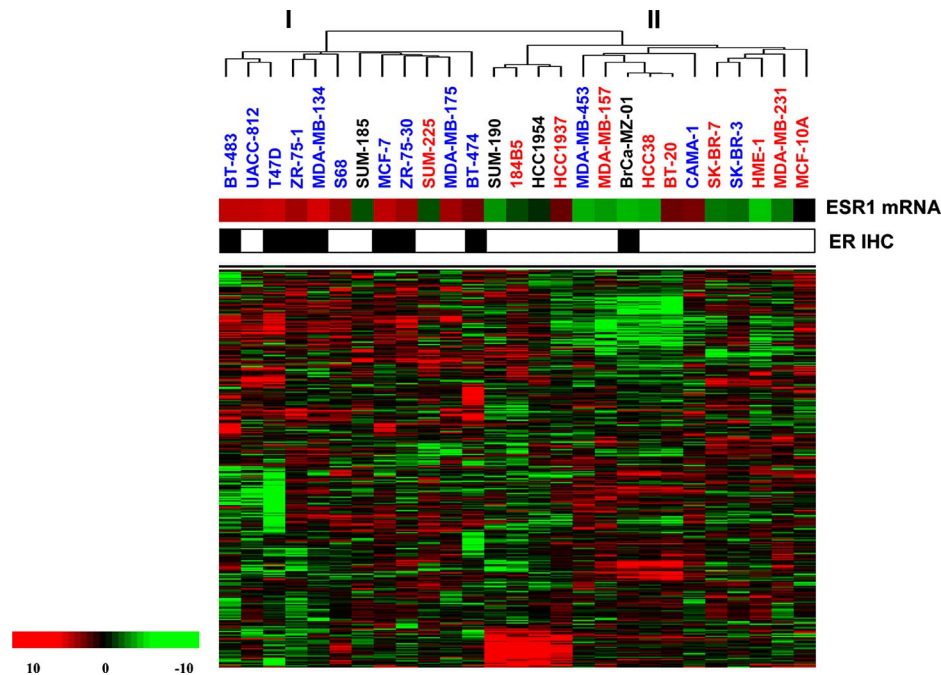 I II
BT-483
UACC-812
T47D
ZR-75-1
MDA-MB-134
S68
SUM-185
MCF-7
ZR-75-30
SUM-225
MDA-MB-175
BT-474
SUM-190
184B5
HCC1954
HCC1937
MDA-MB-453
MDA-MB-157
BrCa-MZ-01
HCC38
BT-20
CAMA-1
SK-BR-7
SK-BR-3
HME-1
MDA-MB-231
MCF-10A
ESR1 mRNA
ER IHC
10 0 -10